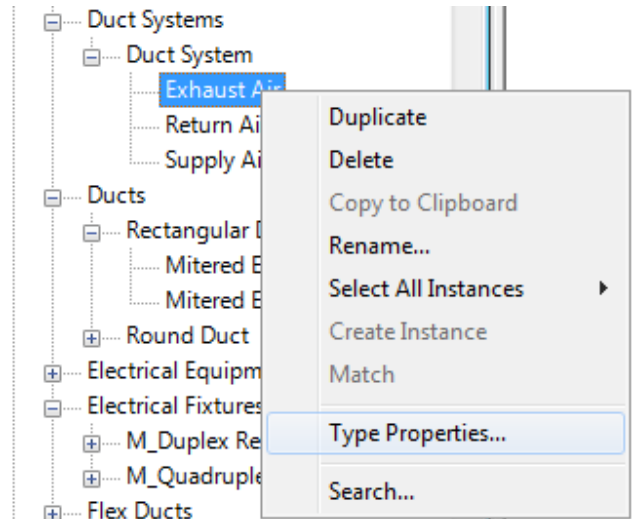 Duct Systems
Duct System
Exhaust Air
Return Ai
Supply Ai
Ducts
Rectangular
Mitered
Mitered
Round Duct
Electrical Equipm
Electrical Fixtures
M_Duplex Re
M_Quadruple
Flex Ducts
Duplicate
Delete
Copy to Clipboard
Rename...
Select All Instances
Create Instance
Match
Type Properties...
Search...